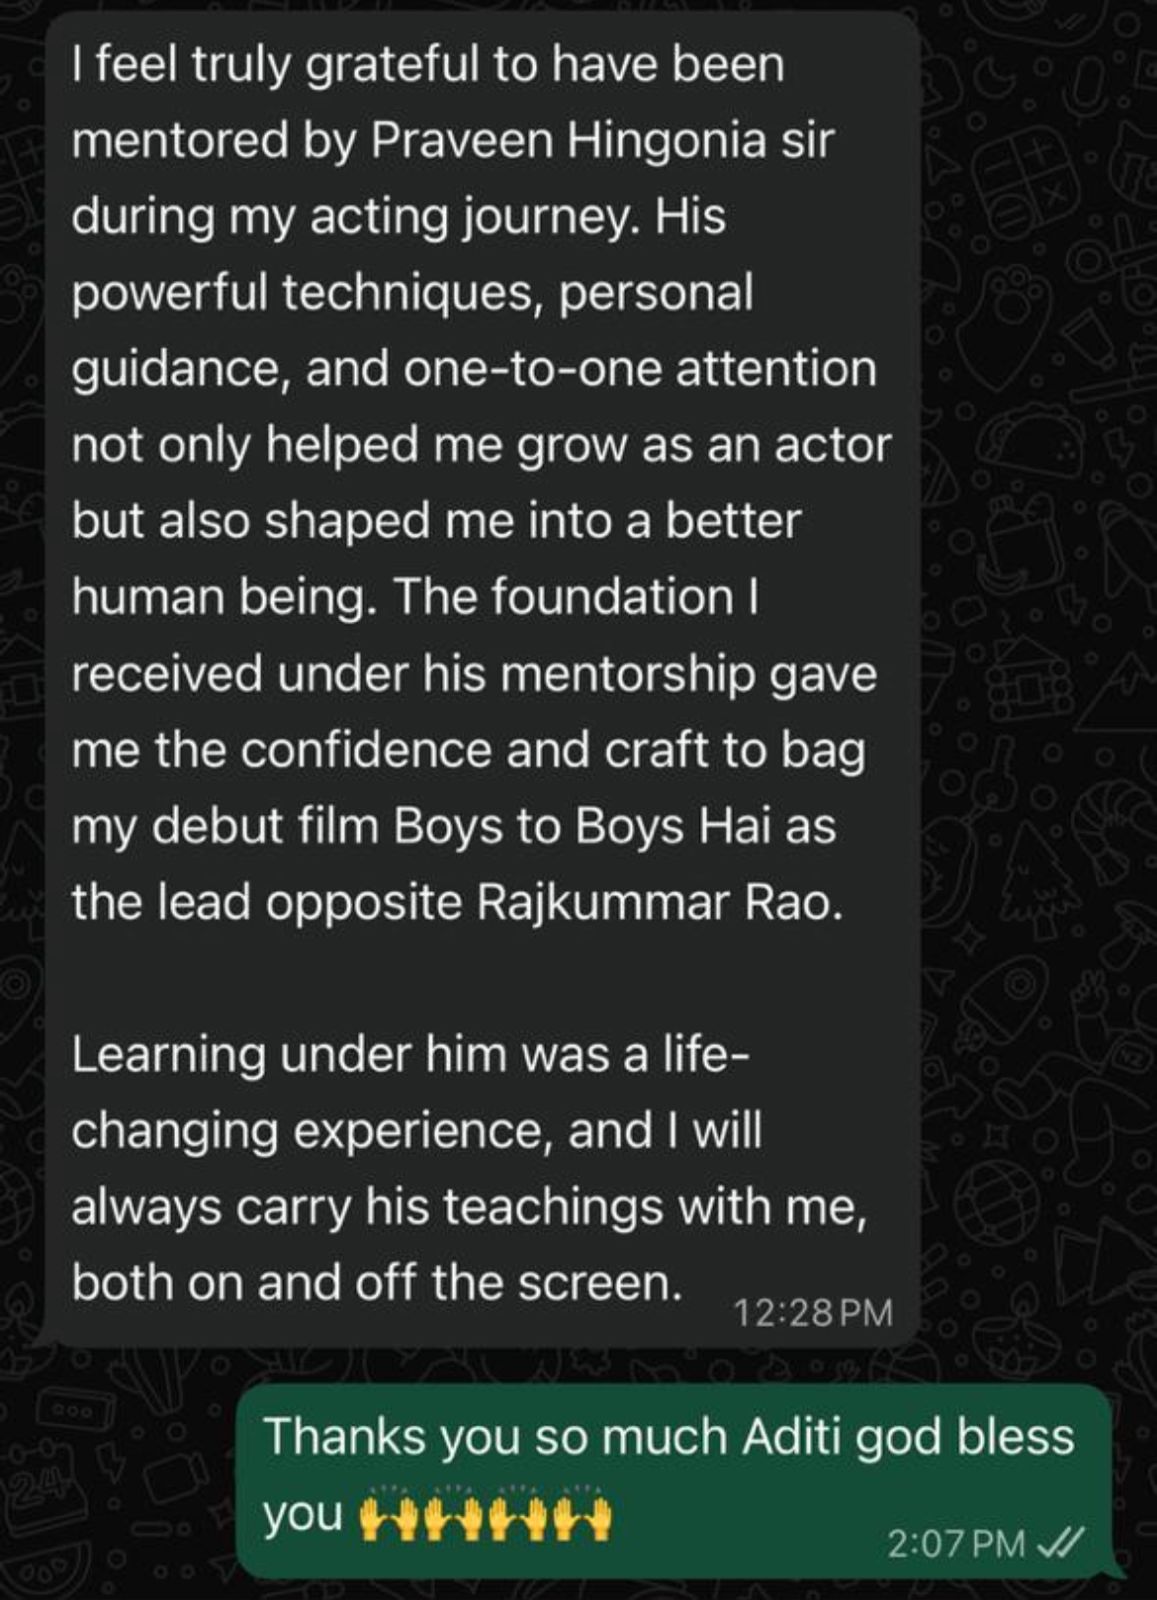 I feel truly grateful to have been
mentored by Praveen Hingonia sir
during my acting journey. His
powerful techniques, personal
guidance, and one-to-one attention
not only helped me grow as an actor
but also shaped me into a better
human being. The foundation I
received under his mentorship gave
me the confidence and craft to bag
my debut film Boys to Boys Hai as
the lead opposite Rajkummar Rao.
Learning under him was a life-
changing experience, and I will
always carry his teachings with me,
both on and off the screen.
12:28 PM
Thanks you so much Aditi god bless
you 🙌🙌🙌🙌
2:07 PM
24